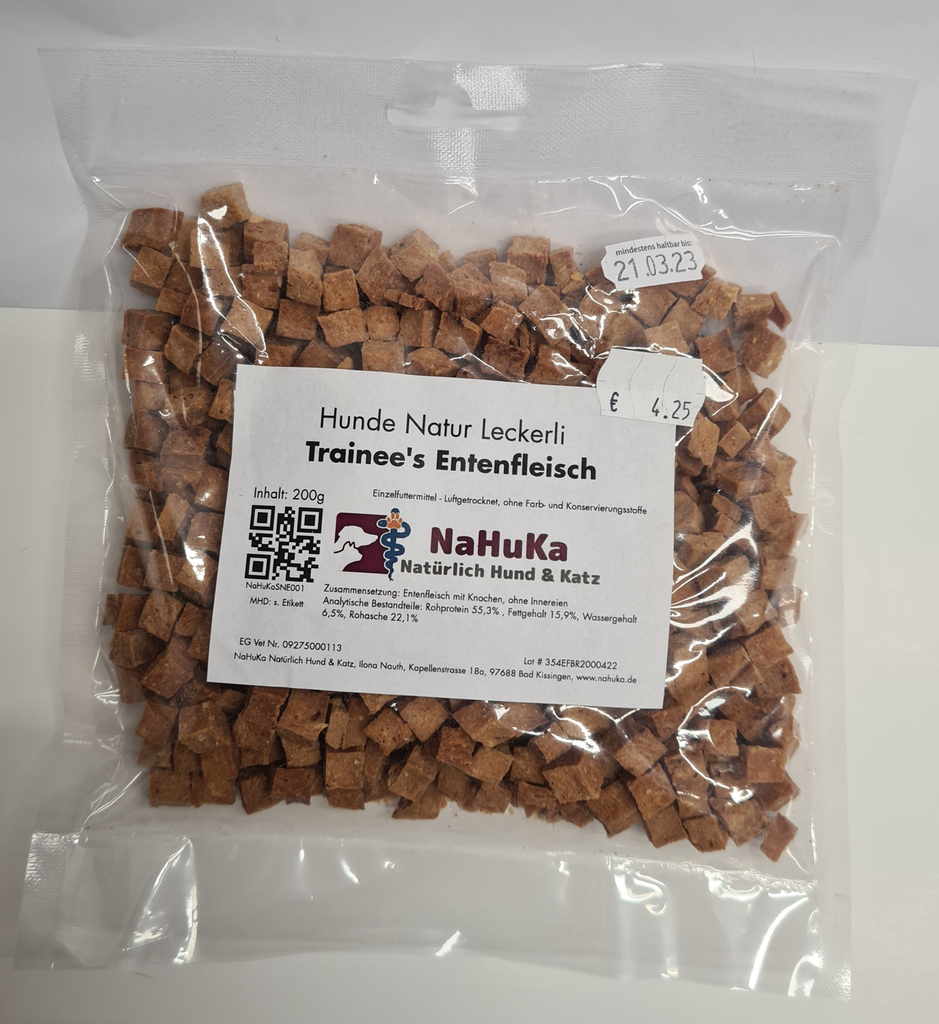 mindestens haltbar bis:
21.03.23
€ 4.25
Hunde Natur Leckerli
Trainee's Entenfleisch
Inhalt: 200g
Einzelfuttermittel - Luftgetrocknet, ohne Farb- und Konservierungsstoffe
NaHuKa
Natürlich Hund & Katz
NaHuKaSNE001
MHD: s. Etikett
Zusammensetzung: Entenfleisch mit Knochen, ohne Innereien
Analytische Bestandteile: Rohprotein 55,3% , Fettgehalt 15,9%, Wassergehalt
6,5%, Rohasche 22,1%
EG Vet Nr. 09275000113
Lot # 354EFBR2000422
NaHuKa Natürlich Hund & Katz, Ilona Nauth, Kapellenstrasse 18a, 97688 Bad Kissingen, www.nahuka.de